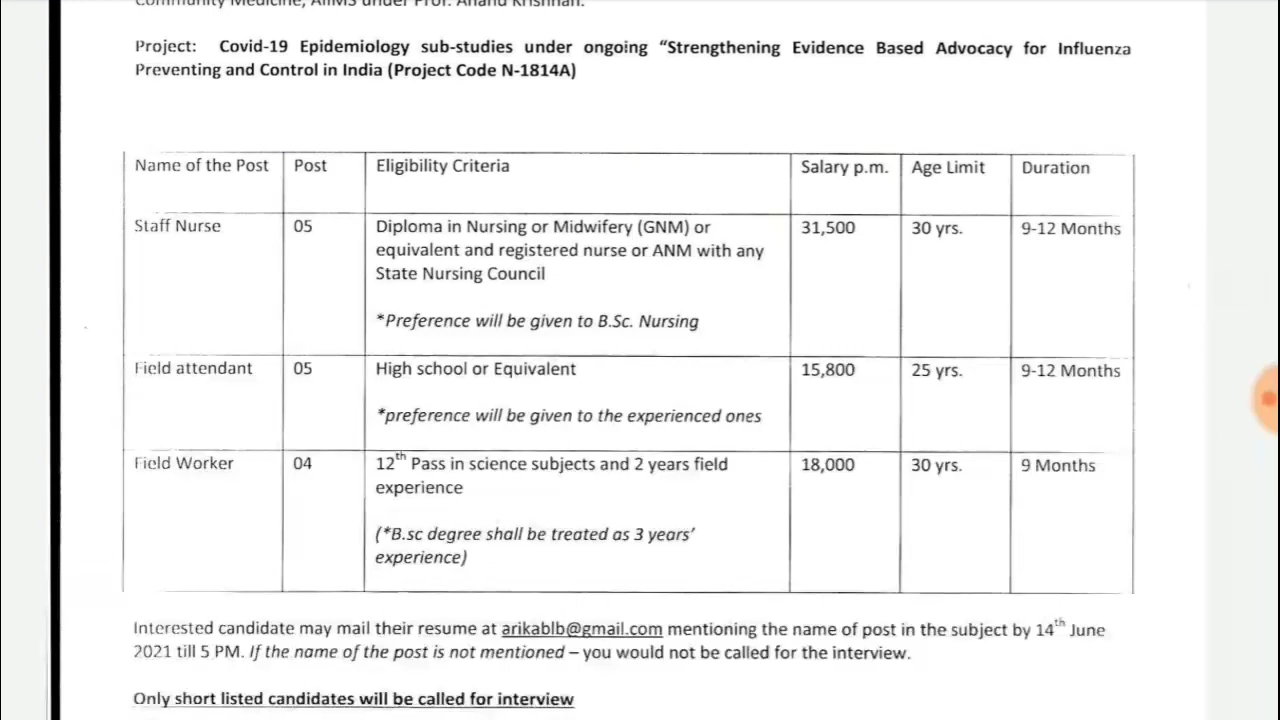 Community Medicine, AIIMS under Prof. Anand Krishnan.
Project: Covid-19 Epidemiology sub-studies under ongoing “Strengthening Evidence Based Advocacy for Influenza
Preventing and Control in India (Project Code N-1814A)
Name of the Post Post Eligibility Criteria Salary p.m. Age Limit Duration
Staff Nurse 05 Diploma in Nursing or Midwifery (GNM) or 31,500 30 yrs. 9-12 Months
equivalent and registered nurse or ANM with any
State Nursing Council
*Preference will be given to B.Sc. Nursing
Field attendant 05 High school or Equivalent 15,800 25 yrs. 9-12 Months
*preference will be given to the experienced ones
Field Worker 04 12th Pass in science subjects and 2 years field 18,000 30 yrs. 9 Months
experience
(*B.sc degree shall be treated as 3 years’
experience)
Interested candidate may mail their resume at arikablb@gmail.com mentioning the name of post in the subject by 14th June
2021 till 5 PM. If the name of the post is not mentioned – you would not be called for the interview.
Only short listed candidates will be called for interview